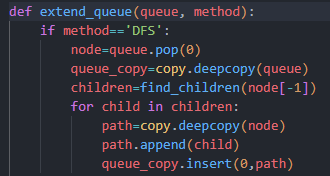 def extend_queue(queue, method):
    if method=='DFS':
        node=queue.pop(0)
        queue_copy=copy.deepcopy(queue)
        children=find_children(node[-1])
        for child in children:
            path=copy.deepcopy(node)
            path.append(child)
            queue_copy.insert(0,path)